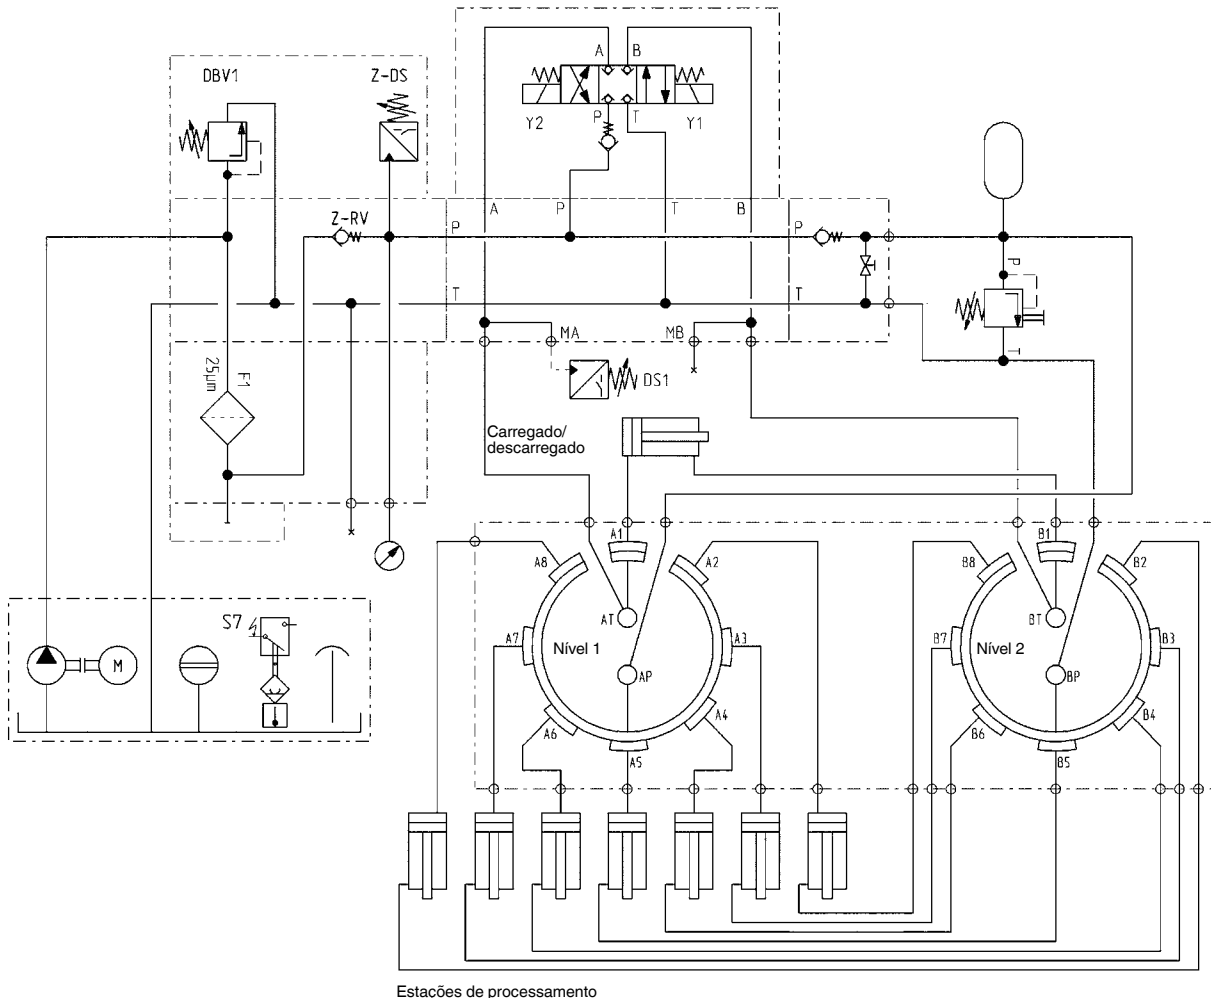 A B
DBV1 Z-DS
P T
Y2 Y1
A P T B
Z-RV
P P
P
T T
T
MA MB
DS1
F1
25µm
Carregado/
descarregado
A1 B1
A8 A2 B8 B2
AT BT
S7
A7 A3 B7 B3
Nível 1 Nível 2
M
AP BP
A6 A4 B6 B4
A5 B5
Estações de processamento